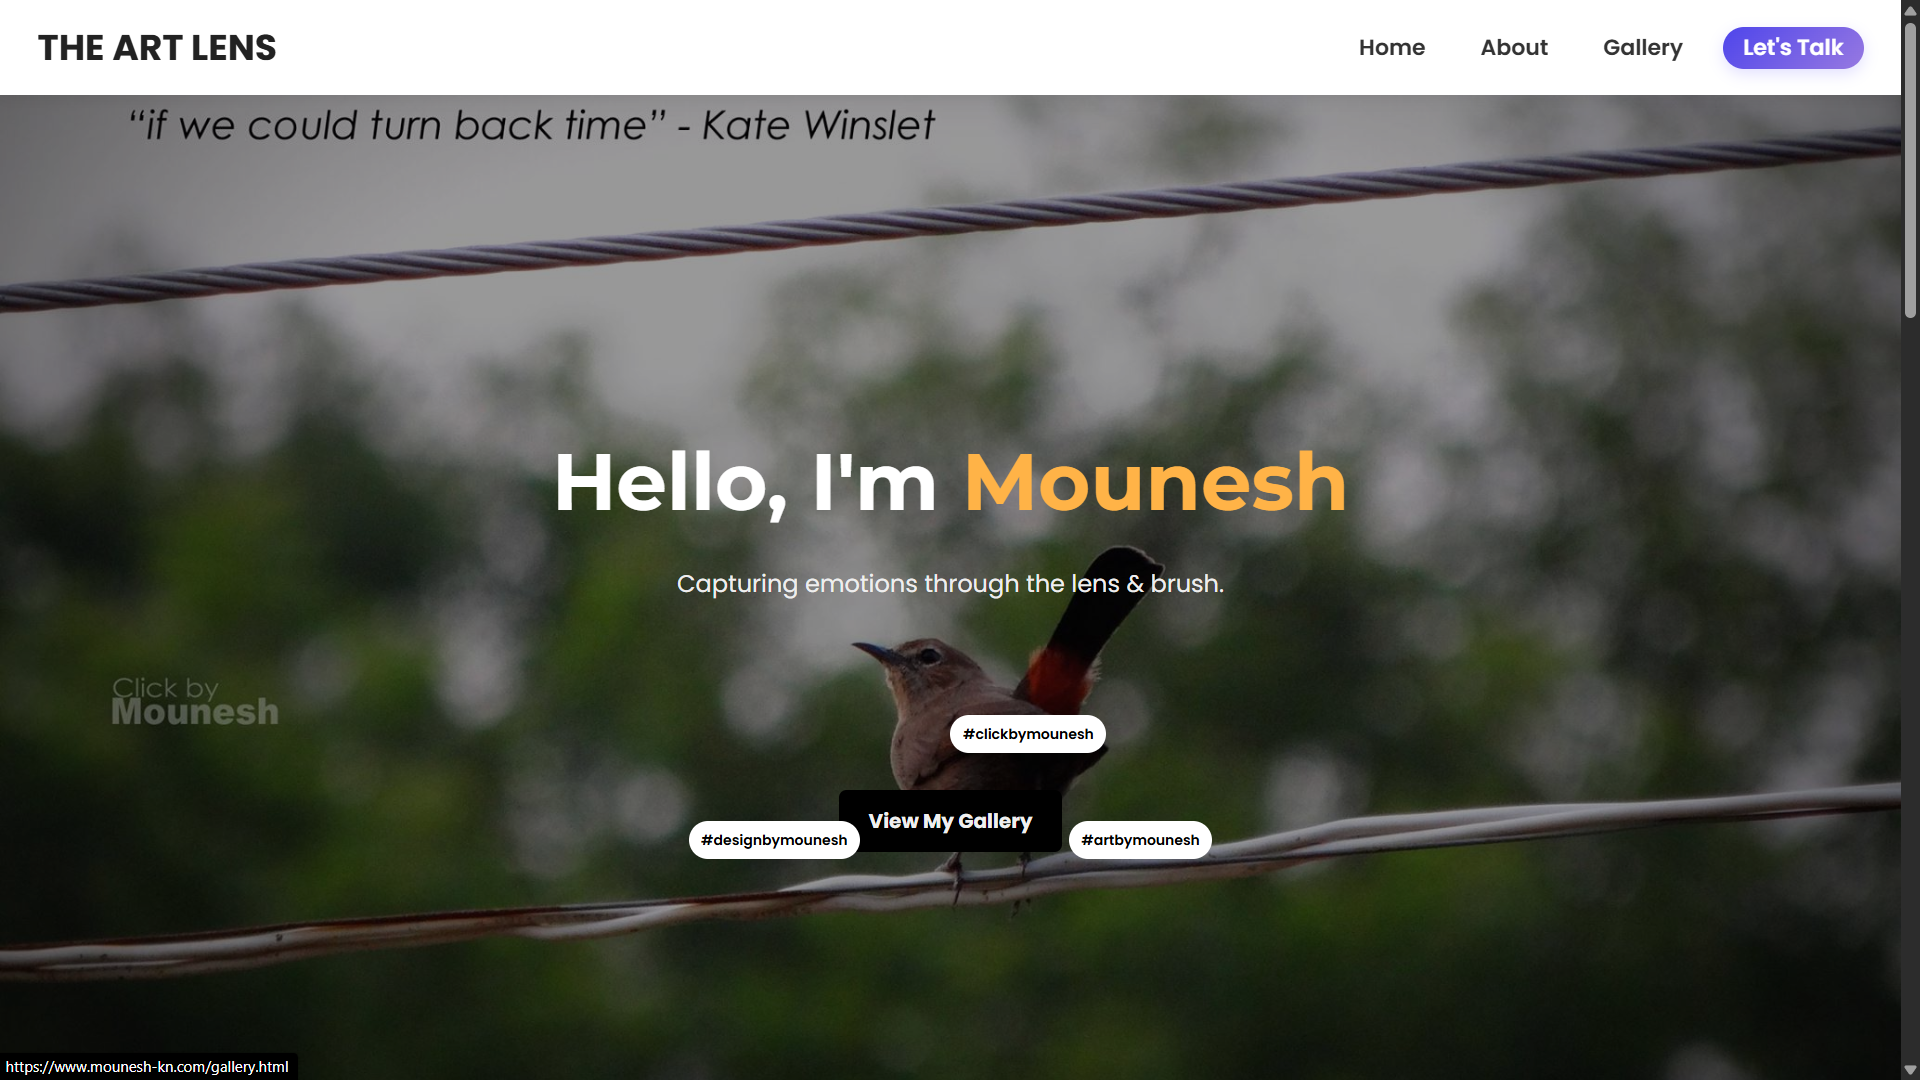 THE ART LENS
Home
About
Gallery
Let's Talk
“if we could turn back time” - Kate Winslet
Hello, I'm Mounesh
Capturing emotions through the lens & brush.
Click by
Mounesh
#clickbymounesh
View My Gallery
#designbymounesh
#artbymounesh
https://www.mounesh-kn.com/gallery.html